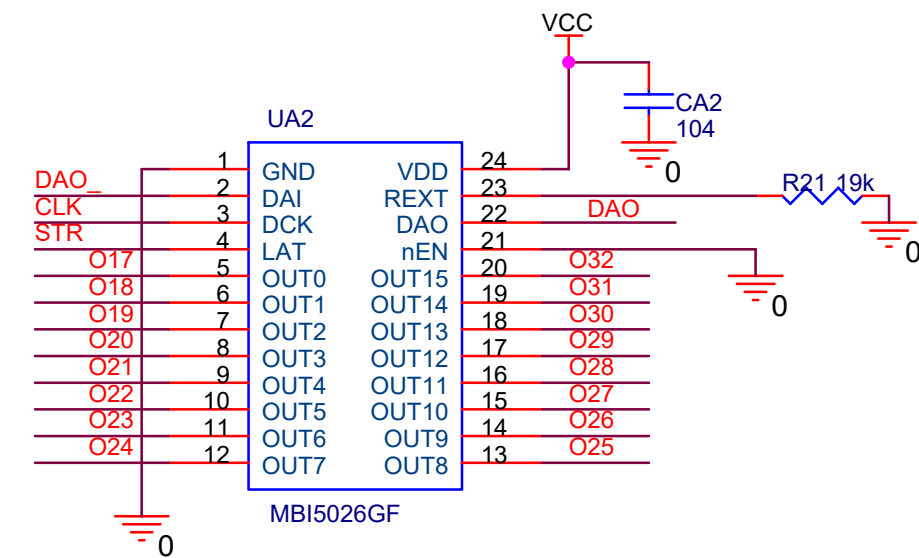 VCC
CA2
104
0
UA2
1 GND VDD 24
DAO_ 2 DAI REXT 23 R21 19k
CLK 3 DCK DAO 22 DAO
STR 4 LAT nEN 21
0
O17 5 OUT0 OUT15 20 O32
O18 6 OUT1 OUT14 19 O31
0
O19 7 OUT2 OUT13 18 O30
O20 8 OUT3 OUT12 17 O29
O21 9 OUT4 OUT11 16 O28
O22 10 OUT5 OUT10 15 O27
O23 11 OUT6 OUT9 14 O26
O24 12 OUT7 OUT8 13 O25
MBI5026GF
0